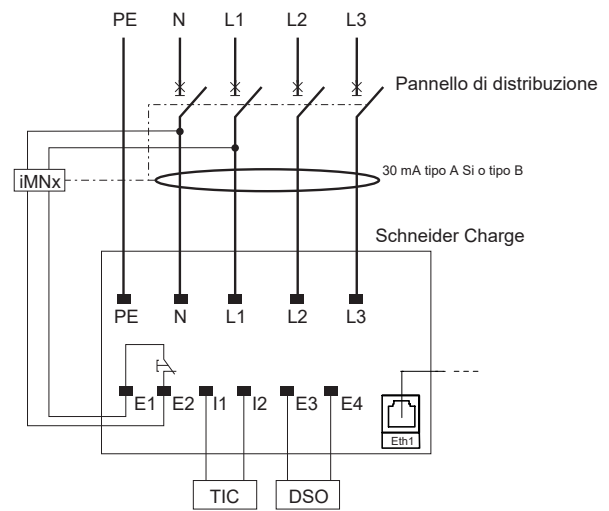 PE N L1 L2 L3
Pannello di distribuzione
30 mA tipo A Si o tipo B
iMNx
Schneider Charge
PE N L1 L2 L3
E1 E2 I1 I2 E3 E4
Eth1
TIC DSO